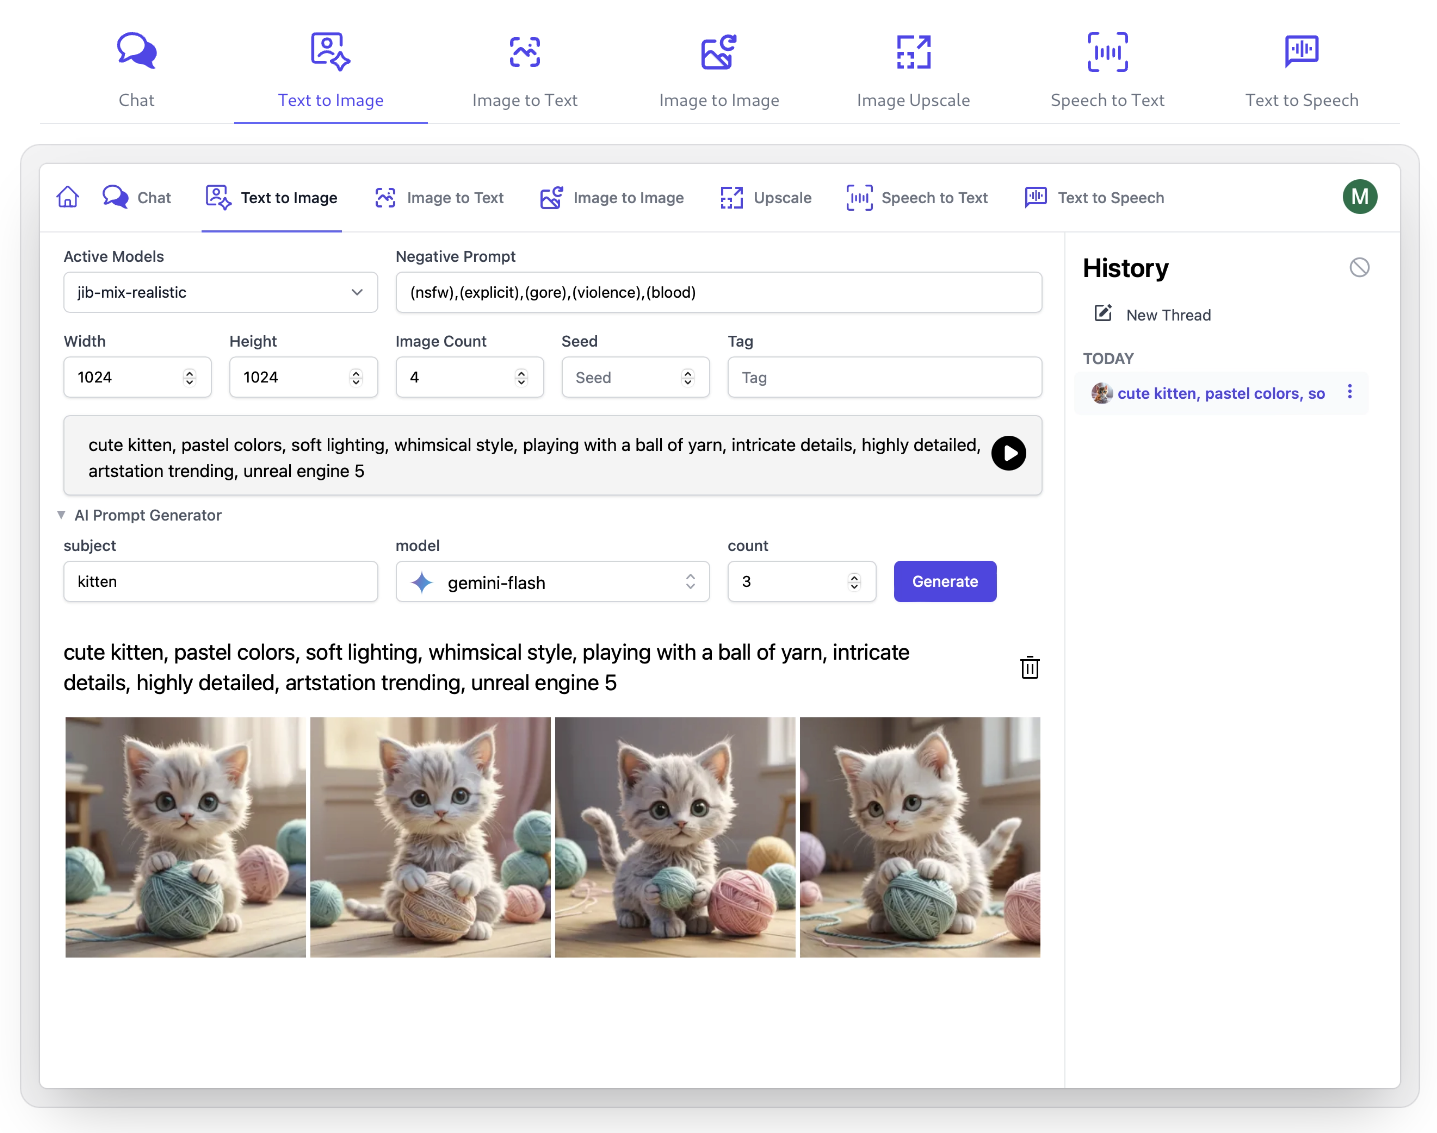 Chat
Text to Image
Image to Text
Image to Image
Image Upscale
Speech to Text
Text to Speech
Chat
Text to Image
Image to Text
Image to Image
Upscale
Speech to Text
Text to Speech
M
Active Models
Negative Prompt
jib-mix-realistic
(nsfw),(explicit),(gore),(violence),(blood)
Width
Height
Image Count
Seed
Tag
1024
1024
4
Seed
Tag
cute kitten, pastel colors, soft lighting, whimsical style, playing with a ball of yarn, intricate details, highly detailed,
artstation trending, unreal engine 5
AI Prompt Generator
subject
model
count
kitten
gemini-flash
3
Generate
cute kitten, pastel colors, soft lighting, whimsical style, playing with a ball of yarn, intricate
details, highly detailed, artstation trending, unreal engine 5
History
New Thread
TODAY
cute kitten, pastel colors, so